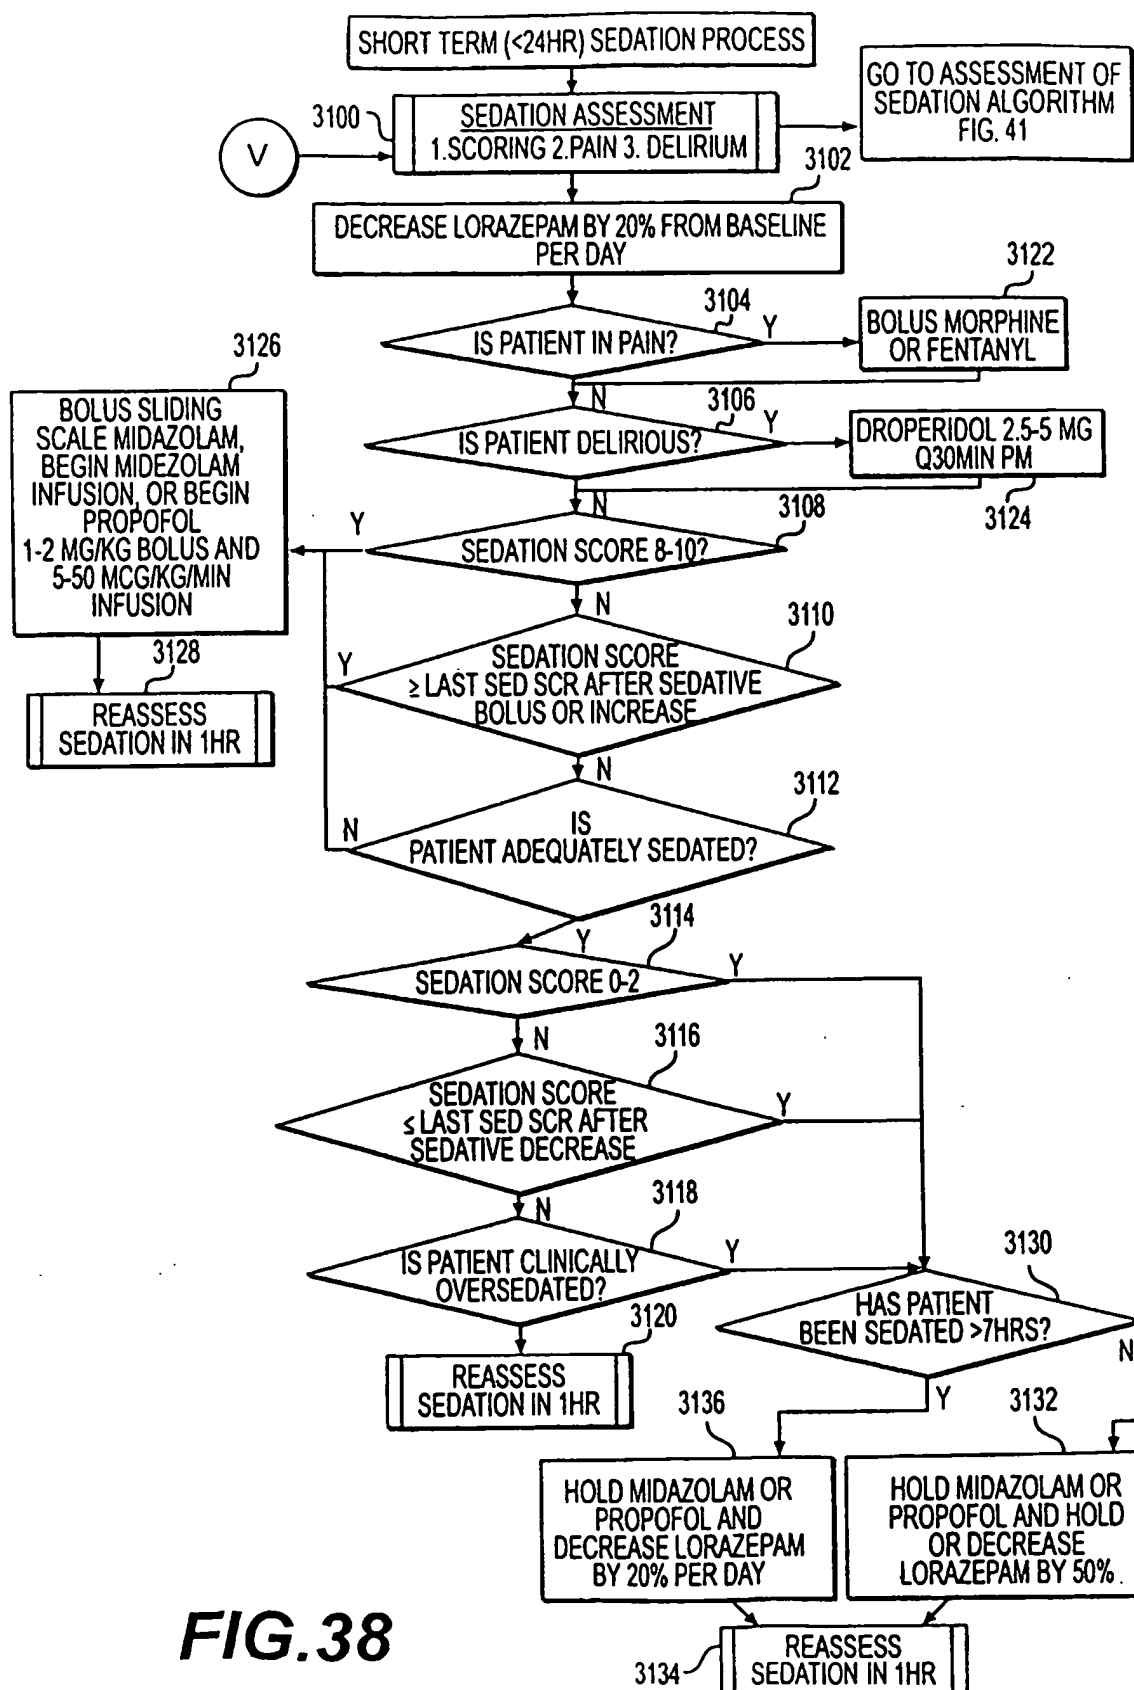 SHORT TERM (<24HR) SEDATION PROCESS
GO TO ASSESSMENT OF
SEDATION ALGORITHM
FIG. 41
3100
SEDATION ASSESSMENT
1.SCORING 2.PAIN 3. DELIRIUM
V
3102
DECREASE LORAZEPAM BY 20% FROM BASELINE
PER DAY
3104
IS PATIENT IN PAIN?
Y
3122
BOLUS MORPHINE
OR FENTANYL
N
3106
IS PATIENT DELIRIOUS?
Y
DROPERIDOL 2.5-5 MG
Q30MIN PM
3124
N
3108
SEDATION SCORE 8-10?
Y
3126
BOLUS SLIDING
SCALE MIDAZOLAM,
BEGIN MIDEZOLAM
INFUSION, OR BEGIN
PROPOFOL
1-2 MG/KG BOLUS AND
5-50 MCG/KG/MIN
INFUSION
3128
REASSESS
SEDATION IN 1HR
N
3110
SEDATION SCORE
≥ LAST SED SCR AFTER SEDATIVE
BOLUS OR INCREASE
Y
N
3112
IS
PATIENT ADEQUATELY SEDATED?
N
Y
3114
SEDATION SCORE 0-2
Y
N
3116
SEDATION SCORE
≤ LAST SED SCR AFTER
SEDATIVE DECREASE
Y
N
3118
IS PATIENT CLINICALLY
OVERSEDATED?
Y
3120
REASSESS
SEDATION IN 1HR
3130
HAS PATIENT
BEEN SEDATED >7HRS?
N
Y
3136
HOLD MIDAZOLAM OR
PROPOFOL AND
DECREASE LORAZEPAM
BY 20% PER DAY
3132
HOLD MIDAZOLAM OR
PROPOFOL AND HOLD
OR DECREASE
LORAZEPAM BY 50%
3134
REASSESS
SEDATION IN 1HR
FIG.38